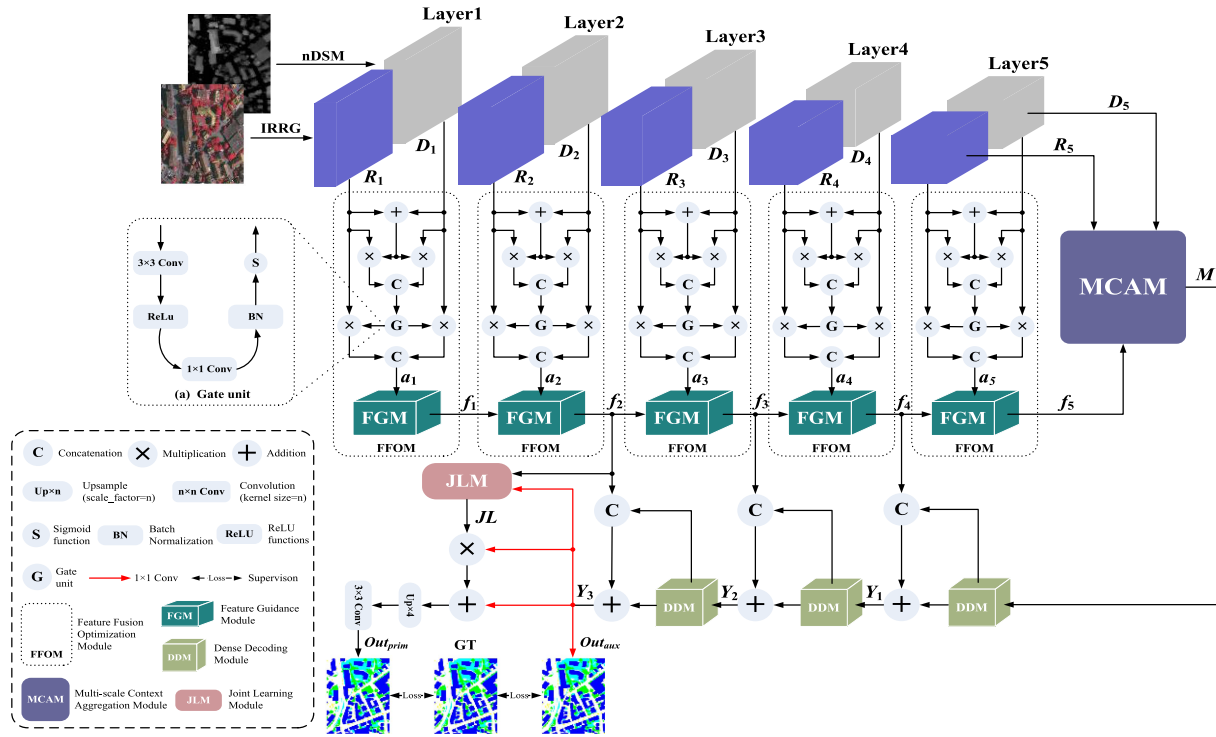 Layer1
Layer2
Layer3
Layer4
Layer5
nDSM
IRRG
D1
D2
D3
D4
D5
R1
R2
R3
R4
R5
+
+
+
+
+
× ×
× ×
× ×
× ×
× ×
C
C
C
C
C
× G ×
× G ×
× G ×
× G ×
× G ×
C
C
C
C
C
a1
a2
a3
a4
a5
FGM
FGM
FGM
FGM
FGM
f1
f2
f3
f4
f5
FFOM
FFOM
FFOM
FFOM
FFOM
MCAM
M
3×3 Conv
ReLu
1×1 Conv
BN
S
(a) Gate unit
JLM
JL
×
C
C
C
+
Y3
+
DDM
Y2
+
DDM
Y1
+
DDM
Up×4
3×3 Conv
Outprim
GT
Outaux
Loss
Loss
C
Concatenation
×
Multiplication
+
Addition
Up×n
Upsample
(scale_factor=n)
n×n Conv
Convolution
(kernel size=n)
S
Sigmoid
function
BN
Batch
Normalization
ReLU
ReLU
functions
G
Gate
unit
1×1 Conv
Loss
Supervison
FFOM
Feature Fusion
Optimization
Module
FGM
Feature Guidance
Module
DDM
Dense Decoding
Module
MCAM
Multi-scale Context
Aggregation Module
JLM
Joint Learning
Module